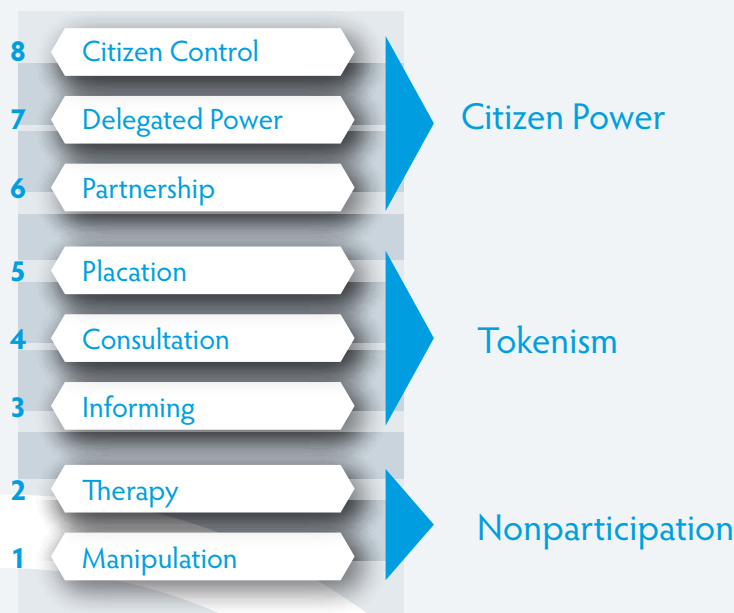 8 Citizen Control
7 Delegated Power
6 Partnership
Citizen Power
5 Placation
4 Consultation
3 Informing
Tokenism
2 Therapy
1 Manipulation
Nonparticipation